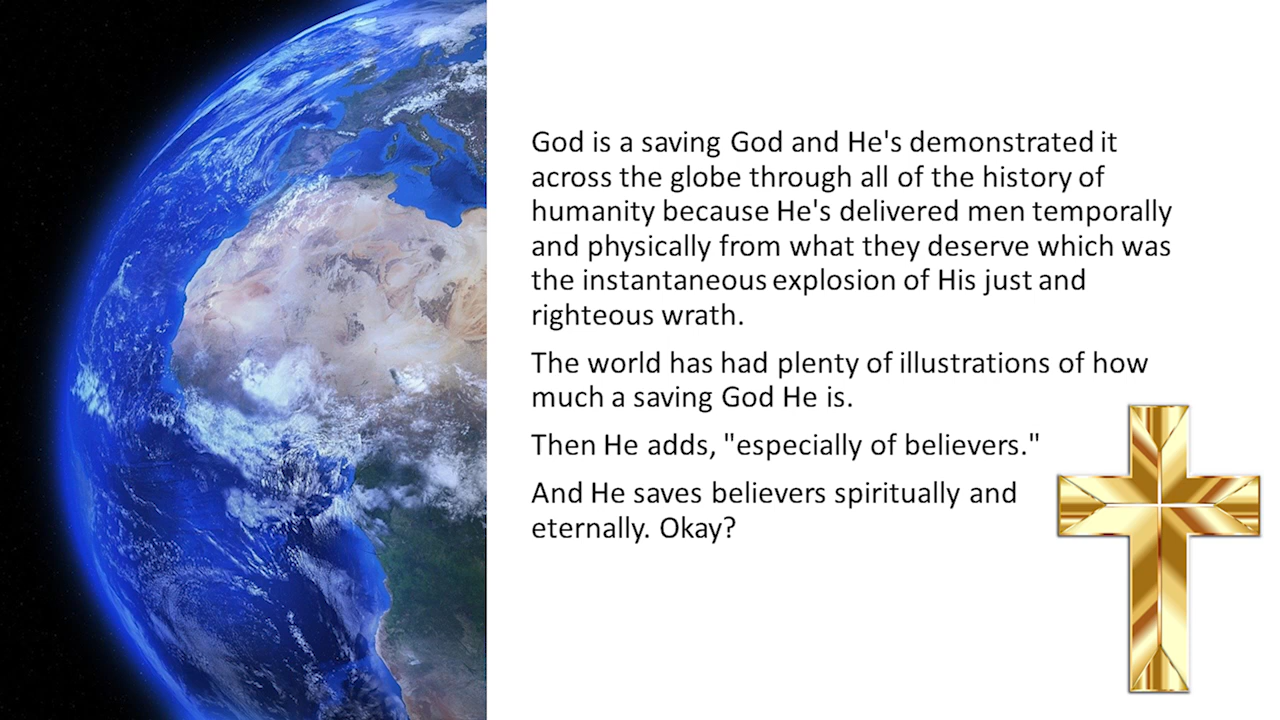 God is a saving God and He's demonstrated it
across the globe through all of the history of
humanity because He's delivered men temporally
and physically from what they deserve which was
the instantaneous explosion of His just and
righteous wrath.
The world has had plenty of illustrations of how
much a saving God He is.
Then He adds, "especially of believers."
And He saves believers spiritually and
eternally. Okay?